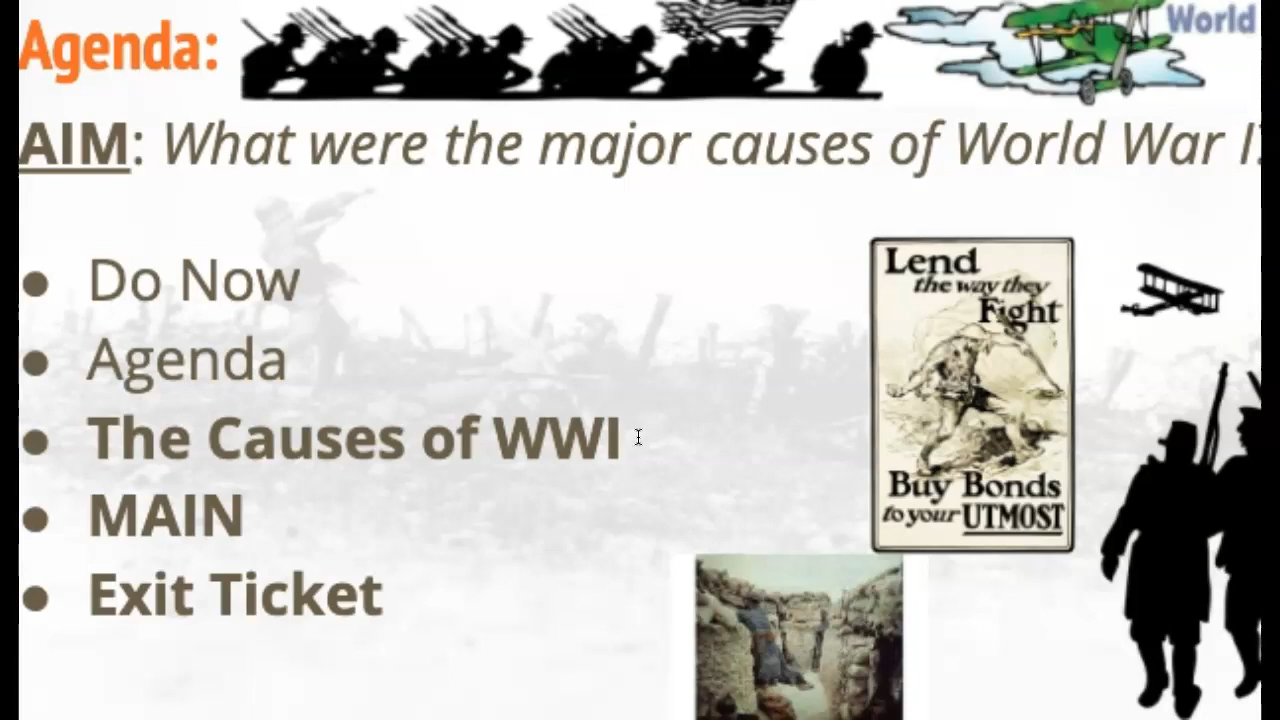 Agenda:
World
AIM: What were the major causes of World War I
Do Now
Agenda
The Causes of WWI
MAIN
Exit Ticket
Lend
the way they
Fight
Buy Bonds
to your UTMOST